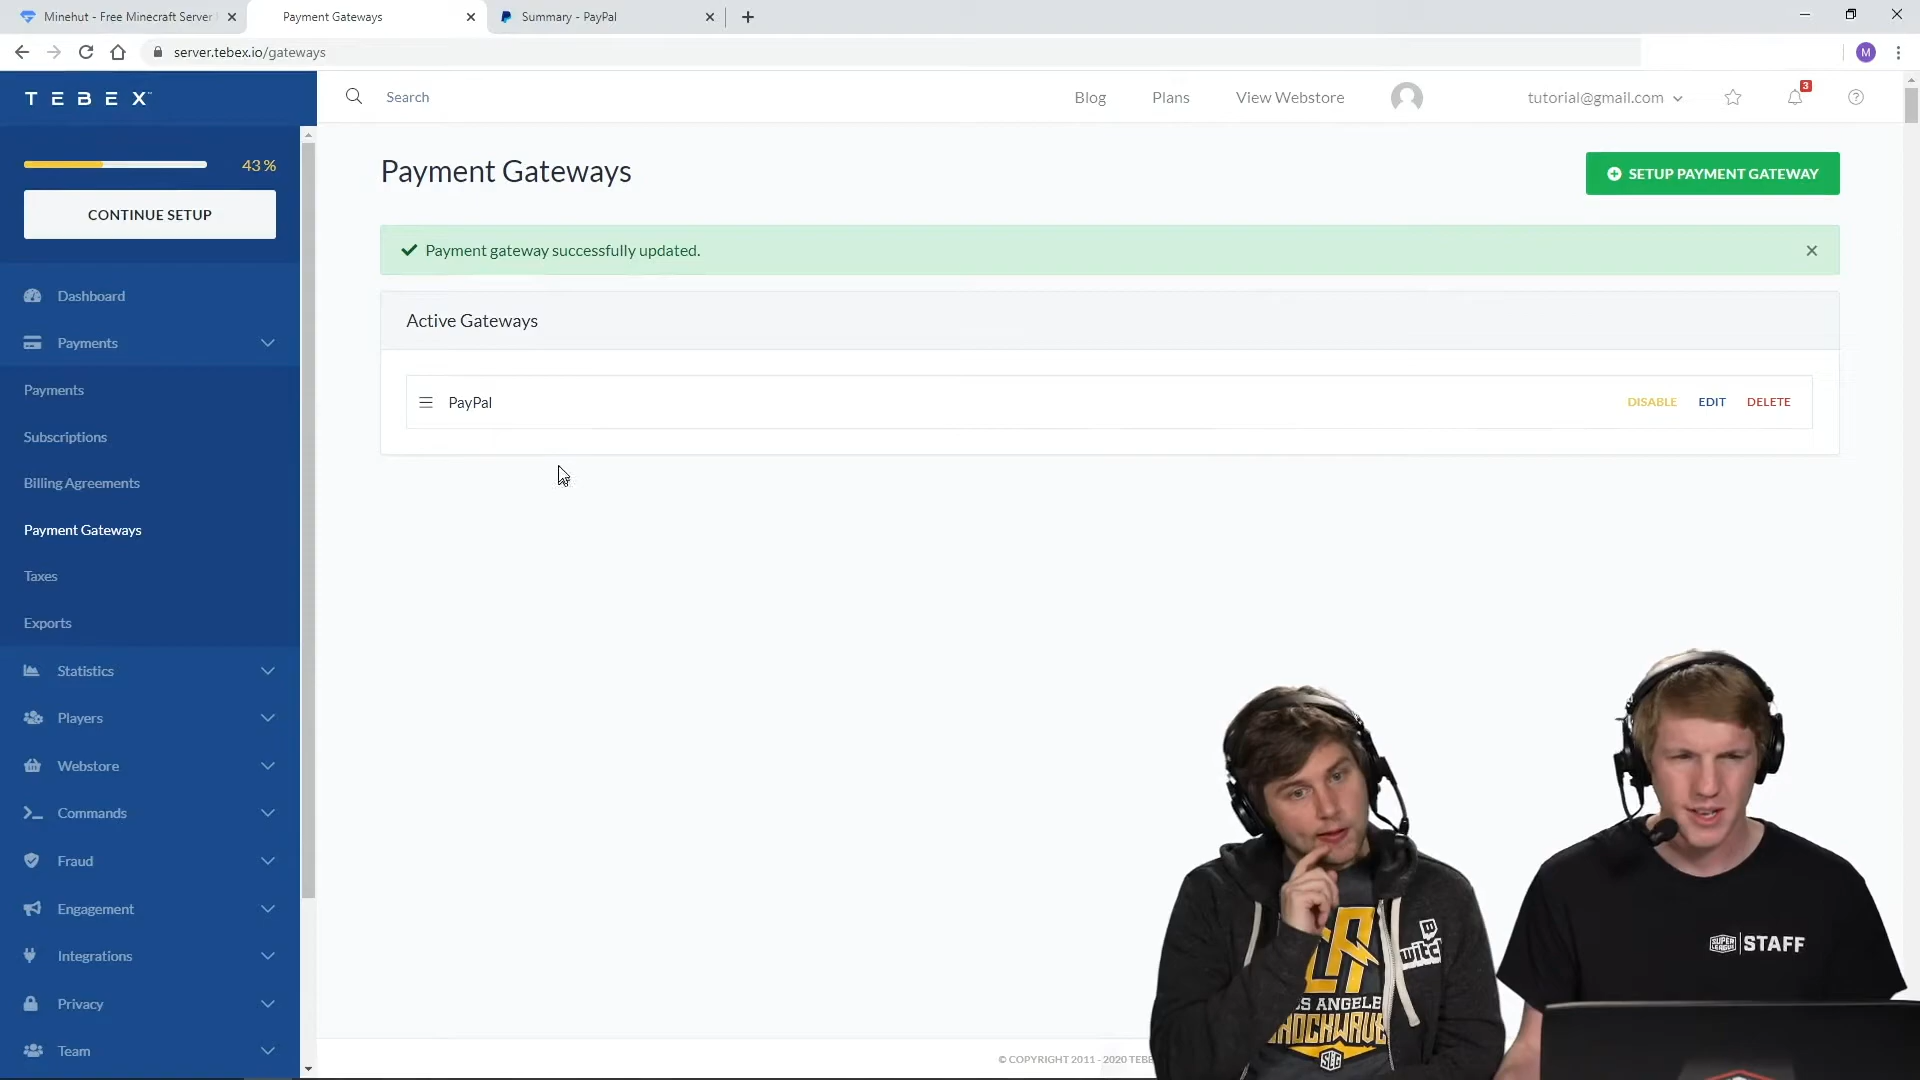 Minehut - Free Minecraft Server
Payment Gateways
Summary - PayPal
server.tebex.io/gateways
M
TEBEX
Search
Blog
Plans
View Webstore
tutorial@gmail.com
3
43 %
CONTINUE SETUP
Payment Gateways
SETUP PAYMENT GATEWAY
Payment gateway successfully updated.
Active Gateways
PayPal
DISABLE
EDIT
DELETE
Dashboard
Payments
Payments
Subscriptions
Billing Agreements
Payment Gateways
Taxes
Exports
Statistics
Players
Webstore
Commands
Fraud
Engagement
Integrations
Privacy
Team
SUPER LEAGUE STAFF
SLG
© COPYRIGHT 2011 - 2020